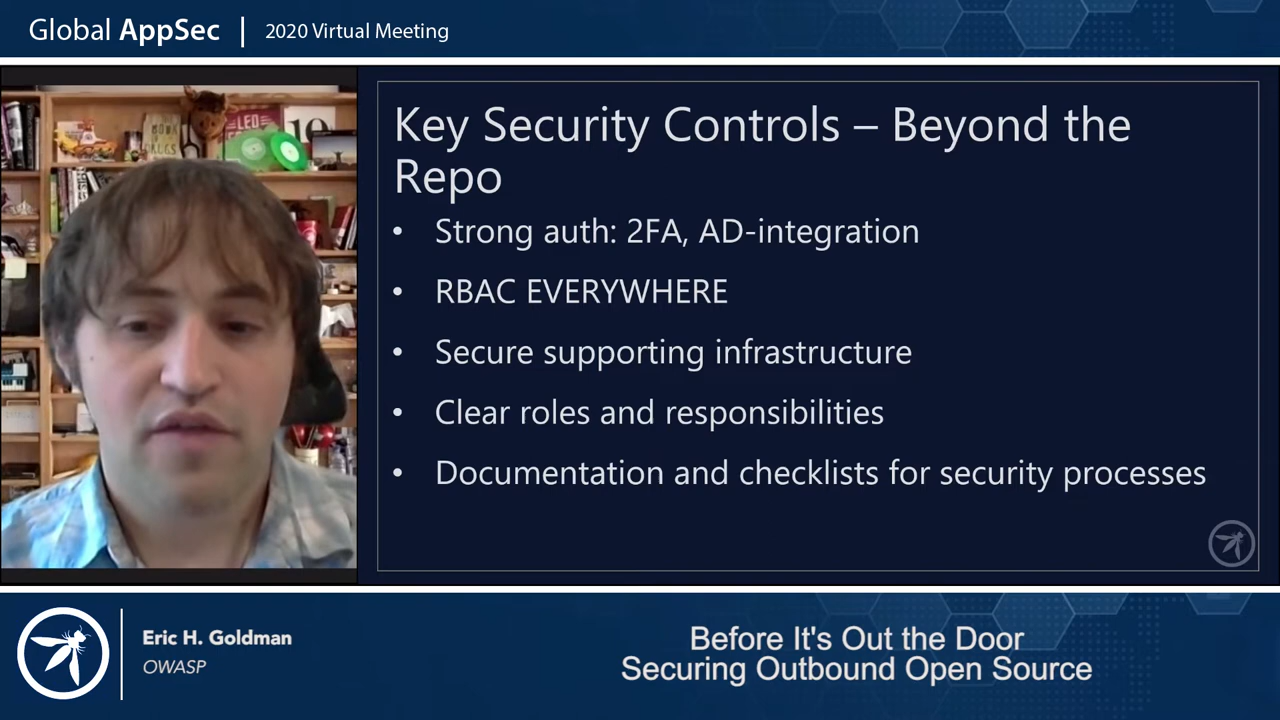 Global AppSec | 2020 Virtual Meeting
LED
Key Security Controls – Beyond the
Repo
• Strong auth: 2FA, AD-integration
• RBAC EVERYWHERE
• Secure supporting infrastructure
• Clear roles and responsibilities
• Documentation and checklists for security processes
Eric H. Goldman
OWASP
Before It's Out the Door
Securing Outbound Open Source